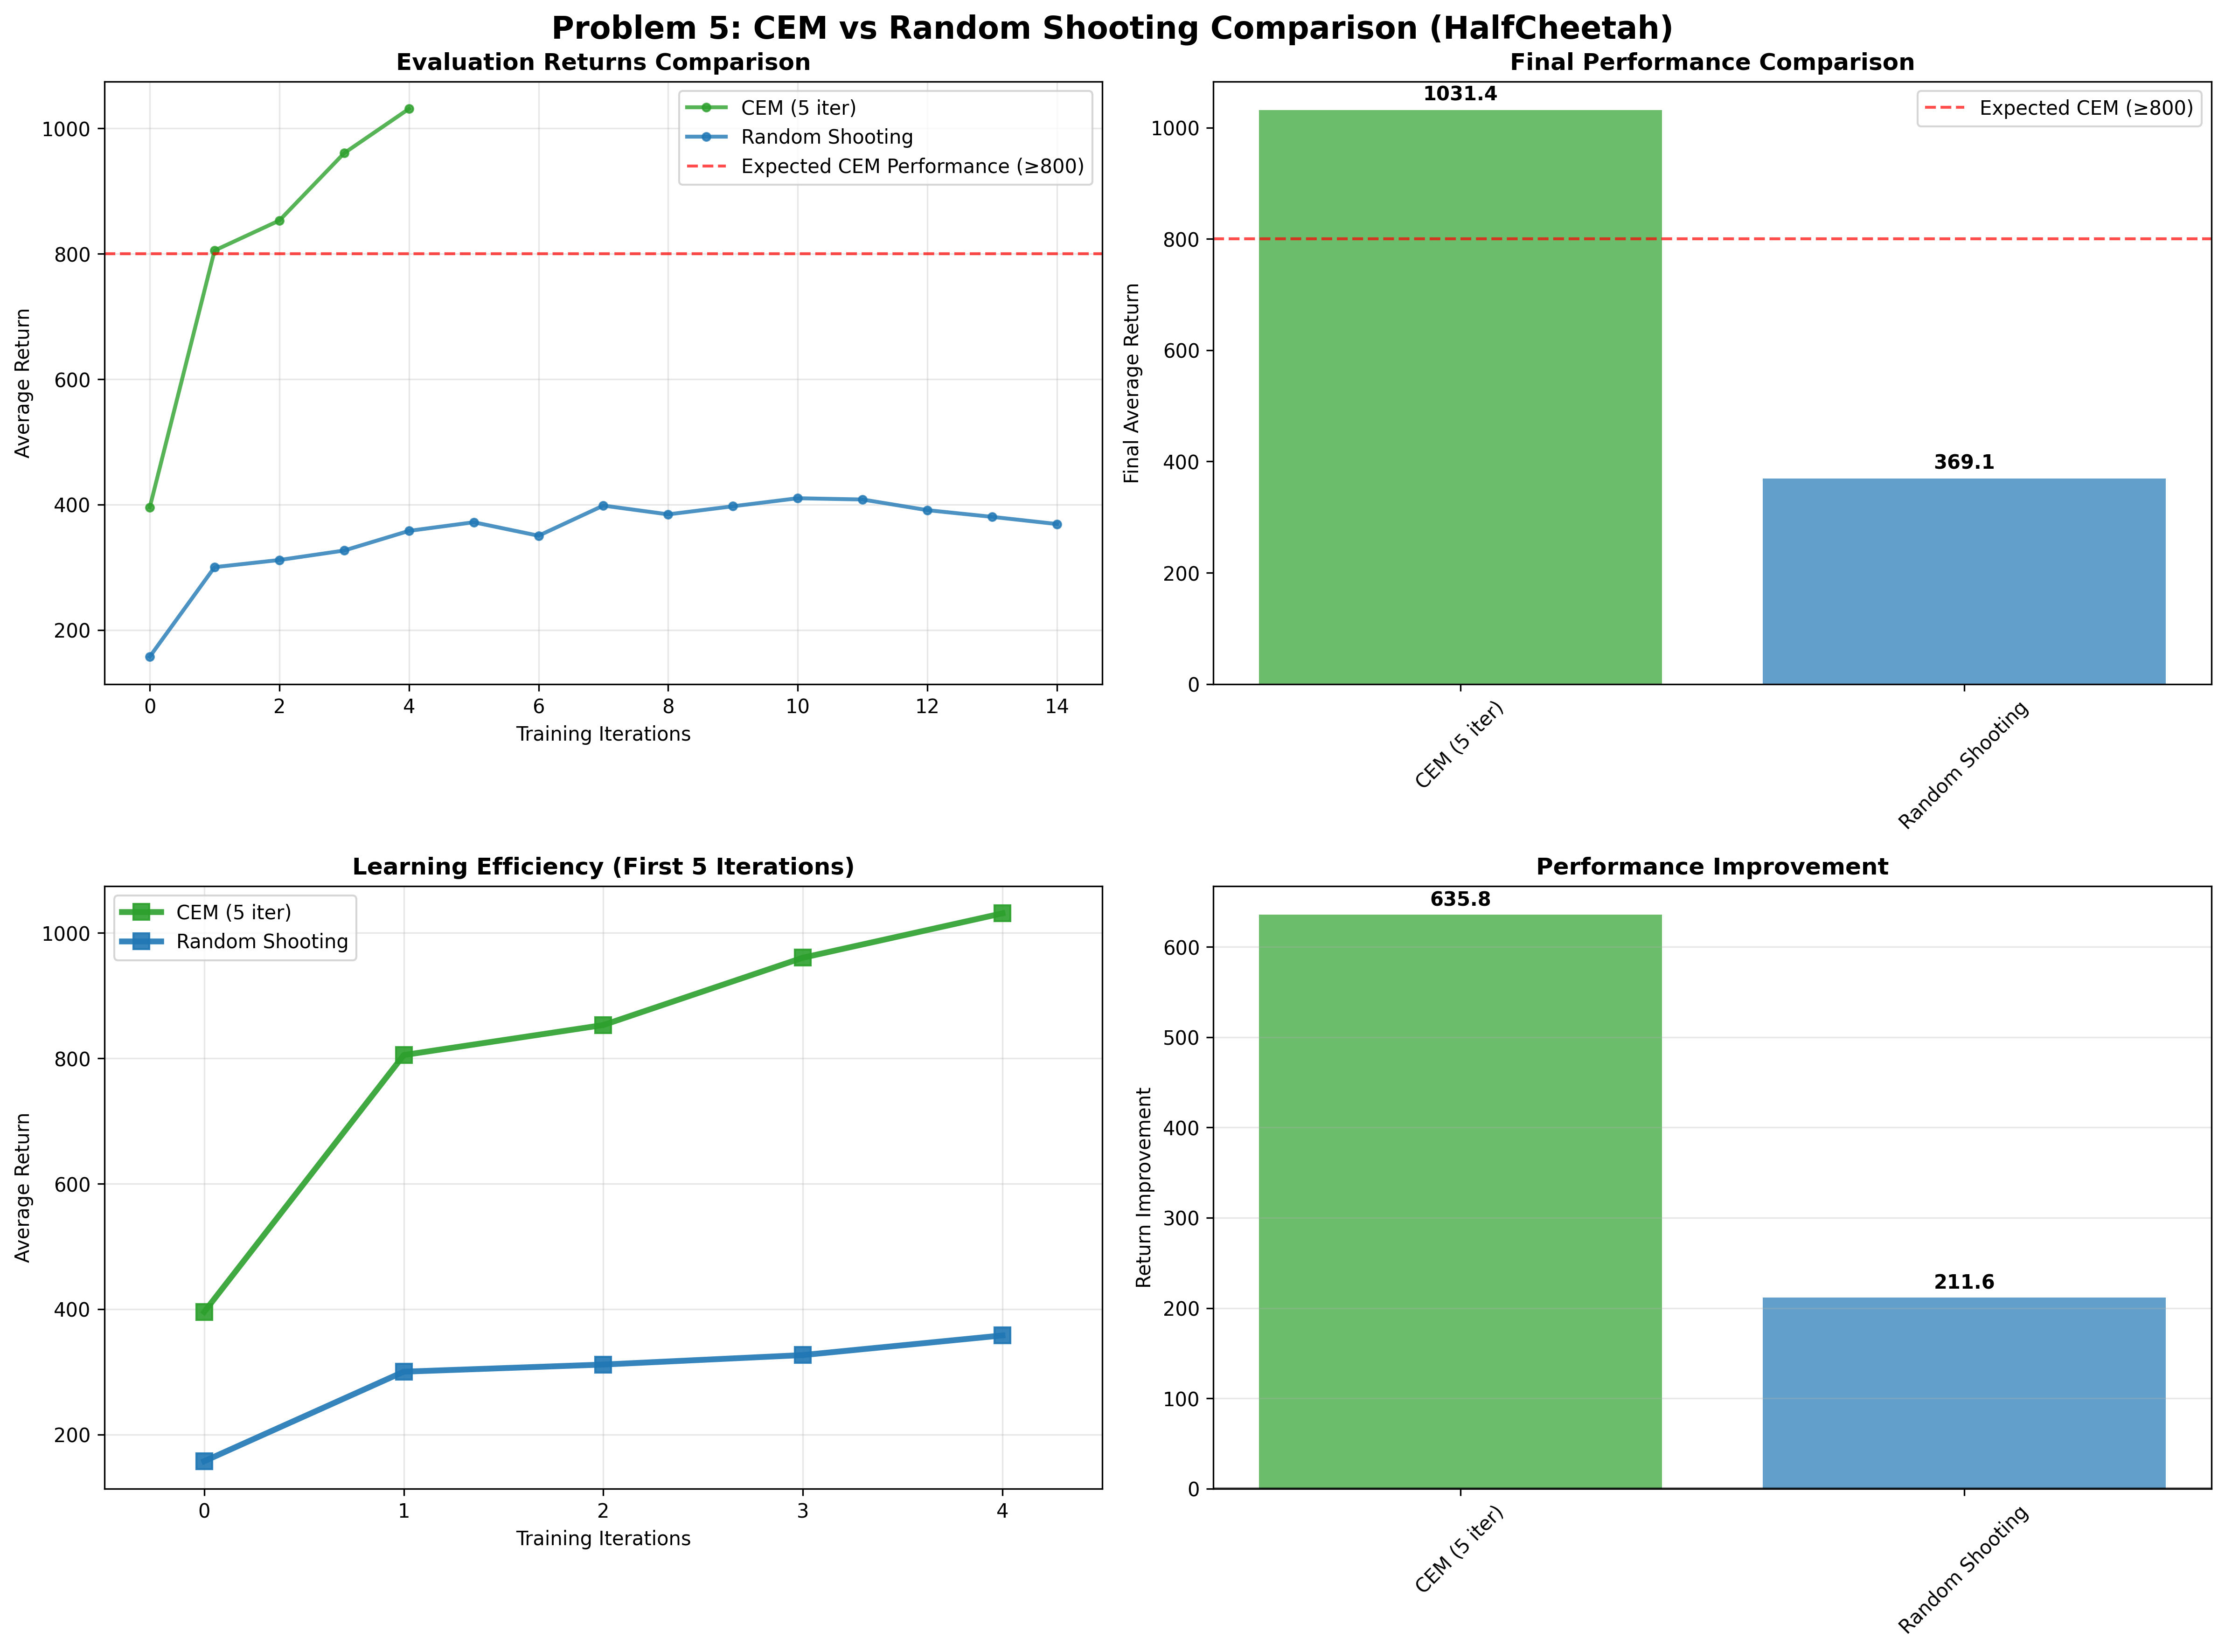 Problem 5: CEM vs Random Shooting Comparison (HalfCheetah)
Evaluation Returns Comparison
CEM (5 iter)
Random Shooting
Expected CEM Performance (≥800)
1000
800
600
400
200
Average Return
0 2 4 6 8 10 12 14
Training Iterations
Final Performance Comparison
Expected CEM (≥800)
1031.4
369.1
1000
800
600
400
200
0
Final Average Return
CEM (5 iter)
Random Shooting
Learning Efficiency (First 5 Iterations)
CEM (5 iter)
Random Shooting
1000
800
600
400
200
Average Return
0 1 2 3 4
Training Iterations
Performance Improvement
635.8
211.6
600
500
400
300
200
100
0
Return Improvement
CEM (5 iter)
Random Shooting